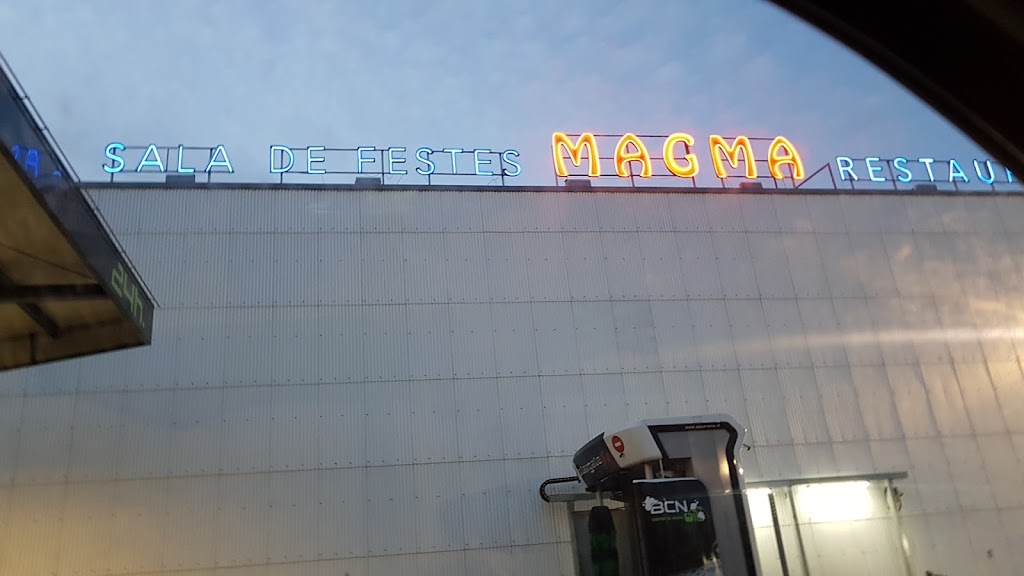 SALA DE FESTES MAGMA RESTAU
24H
BCN